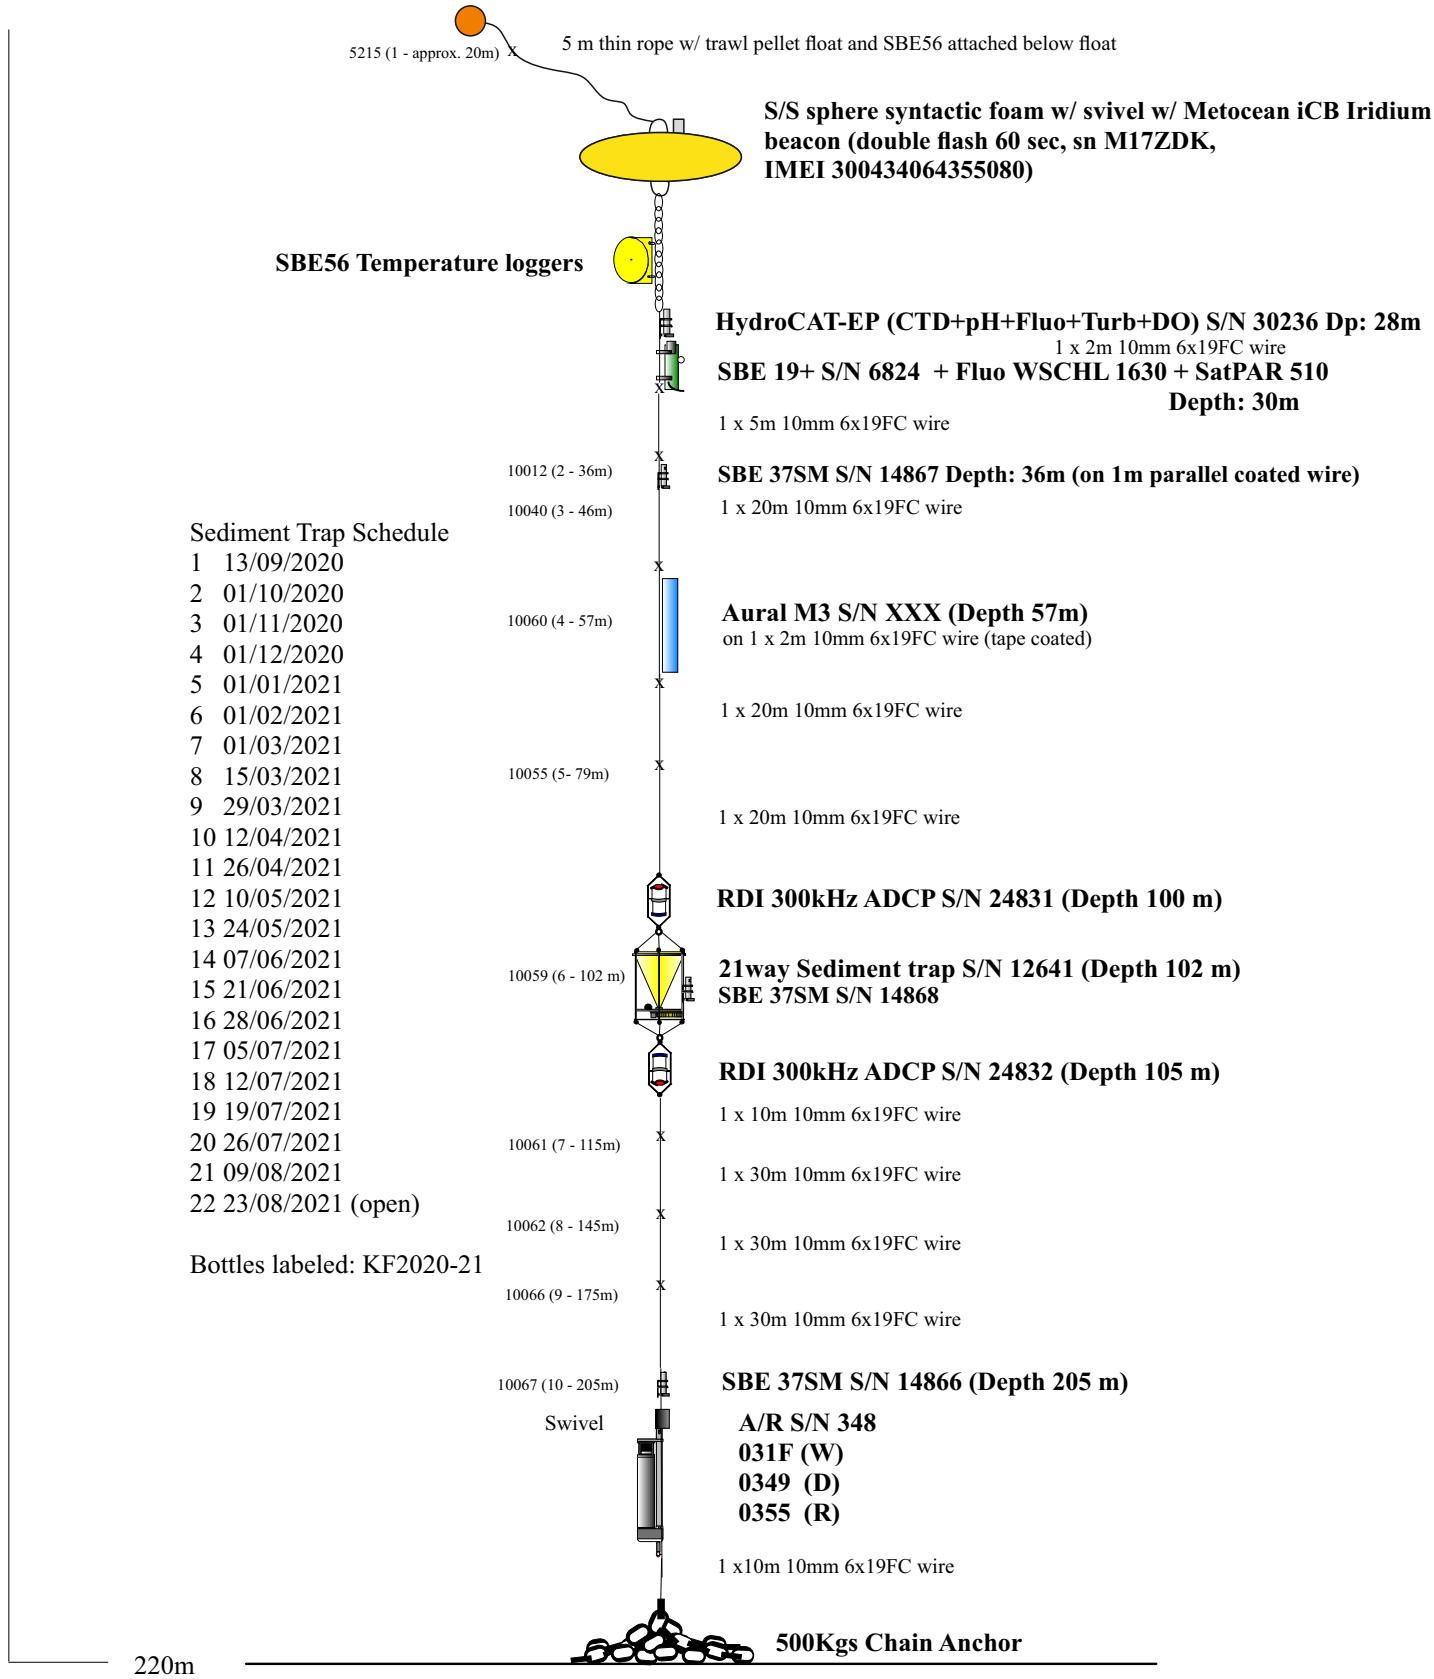 5215 (1 - approx. 20m) X
5 m thin rope w/ trawl pellet float and SBE56 attached below float
S/S sphere syntactic foam w/ svivel w/ Metocean iCB Iridium
beacon (double flash 60 sec, sn M17ZDK,
IMEI 300434064355080)
SBE56 Temperature loggers
HydroCAT-EP (CTD+pH+Fluo+Turb+DO) S/N 30236 Dp: 28m
1 x 2m 10mm 6x19FC wire
SBE 19+ S/N 6824 + Fluo WSCHL 1630 + SatPAR 510
Depth: 30m
X
1 x 5m 10mm 6x19FC wire
X
10012 (2 - 36m)
SBE 37SM S/N 14867 Depth: 36m (on 1m parallel coated wire)
10040 (3 - 46m)
1 x 20m 10mm 6x19FC wire
X
10060 (4 - 57m)
Aural M3 S/N XXX (Depth 57m)
on 1 x 2m 10mm 6x19FC wire (tape coated)
X
1 x 20m 10mm 6x19FC wire
X
10055 (5- 79m)
1 x 20m 10mm 6x19FC wire
RDI 300kHz ADCP S/N 24831 (Depth 100 m)
10059 (6 - 102 m)
21way Sediment trap S/N 12641 (Depth 102 m)
SBE 37SM S/N 14868
RDI 300kHz ADCP S/N 24832 (Depth 105 m)
1 x 10m 10mm 6x19FC wire
X
10061 (7 - 115m)
1 x 30m 10mm 6x19FC wire
X
10062 (8 - 145m)
1 x 30m 10mm 6x19FC wire
X
10066 (9 - 175m)
1 x 30m 10mm 6x19FC wire
10067 (10 - 205m)
SBE 37SM S/N 14866 (Depth 205 m)
Swivel
A/R S/N 348
031F (W)
0349 (D)
0355 (R)
1 x10m 10mm 6x19FC wire
500Kgs Chain Anchor
220m
Sediment Trap Schedule
1 13/09/2020
2 01/10/2020
3 01/11/2020
4 01/12/2020
5 01/01/2021
6 01/02/2021
7 01/03/2021
8 15/03/2021
9 29/03/2021
10 12/04/2021
11 26/04/2021
12 10/05/2021
13 24/05/2021
14 07/06/2021
15 21/06/2021
16 28/06/2021
17 05/07/2021
18 12/07/2021
19 19/07/2021
20 26/07/2021
21 09/08/2021
22 23/08/2021 (open)
Bottles labeled: KF2020-21